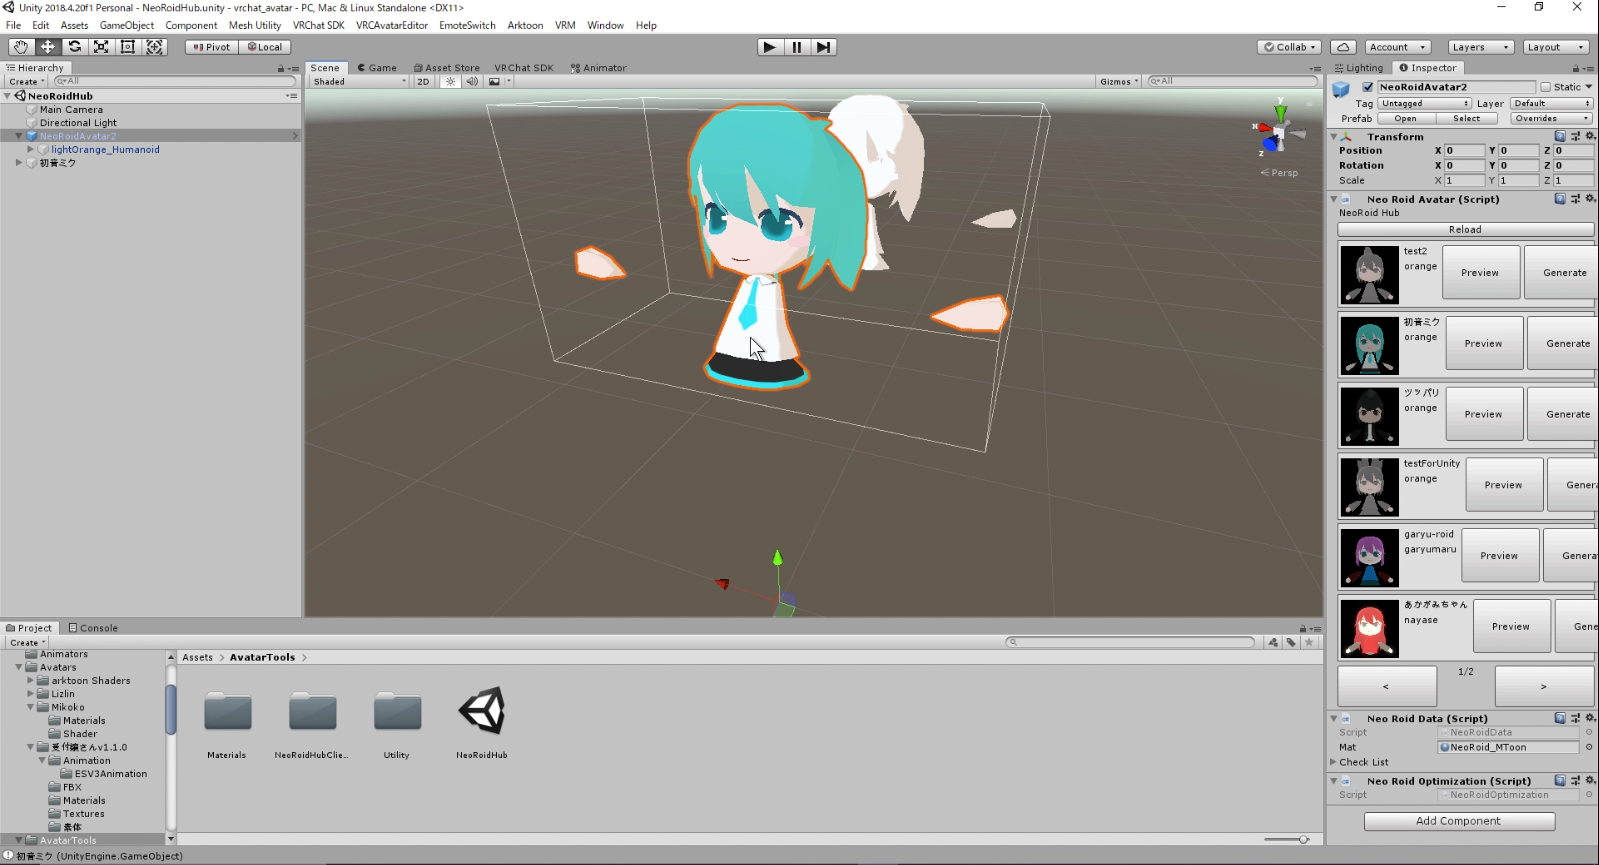 Unity 2018.4.20f1 Personal - NeoRoidHub.unity - vrchat_avatar - PC, Mac & Linux Standalone <DX11>
File Edit Assets GameObject Component Mesh Utility VRChat SDK VRCAvatarEditor EmoteSwitch Arktoon VRM Window Help
Pivot Local Collab Account Layers Layout
Hierarchy
Create All
NeoRoidHub
Main Camera
Directional Light
NeoRoidAvatar2
lightOrange_Humanoid
初音ミク
Scene Game Asset Store VRChat SDK Animator
Shaded 2D Gizmos All
y
x
z
Persp
Lighting Inspector
NeoRoidAvatar2 Static
Tag Untagged Layer Default
Prefab Open Select Overrides
Transform
Position X 0 Y 0 Z 0
Rotation X 0 Y 0 Z 0
Scale X 1 Y 1 Z 1
Neo Roid Avatar (Script)
NeoRoid Hub
Reload
test2
orange
Preview Generate
初音ミク
orange
Preview Generate
ツッパリ
orange
Preview Generate
testForUnity
orange
Preview Gener
garyu-roid
garyumaru
Preview Genera
あかがみちゃん
nayase
Preview Gene
< 1/2 >
Neo Roid Data (Script)
Script NeoRoidData
Mat NeoRoid_MToon
Check List
Neo Roid Optimization (Script)
Script NeoRoidOptimization
Add Component
Project Console
Create
Animators
Avatars
arktoon Shaders
Lizlin
Mikoko
Materials
Shader
受付嬢さんv1.1.0
Animation
ESV3Animation
FBX
Materials
Textures
素体
AvatarTools
Assets > AvatarTools >
Materials NeoRoidHubClie... Utility NeoRoidHub
初音ミク (UnityEngine.GameObject)